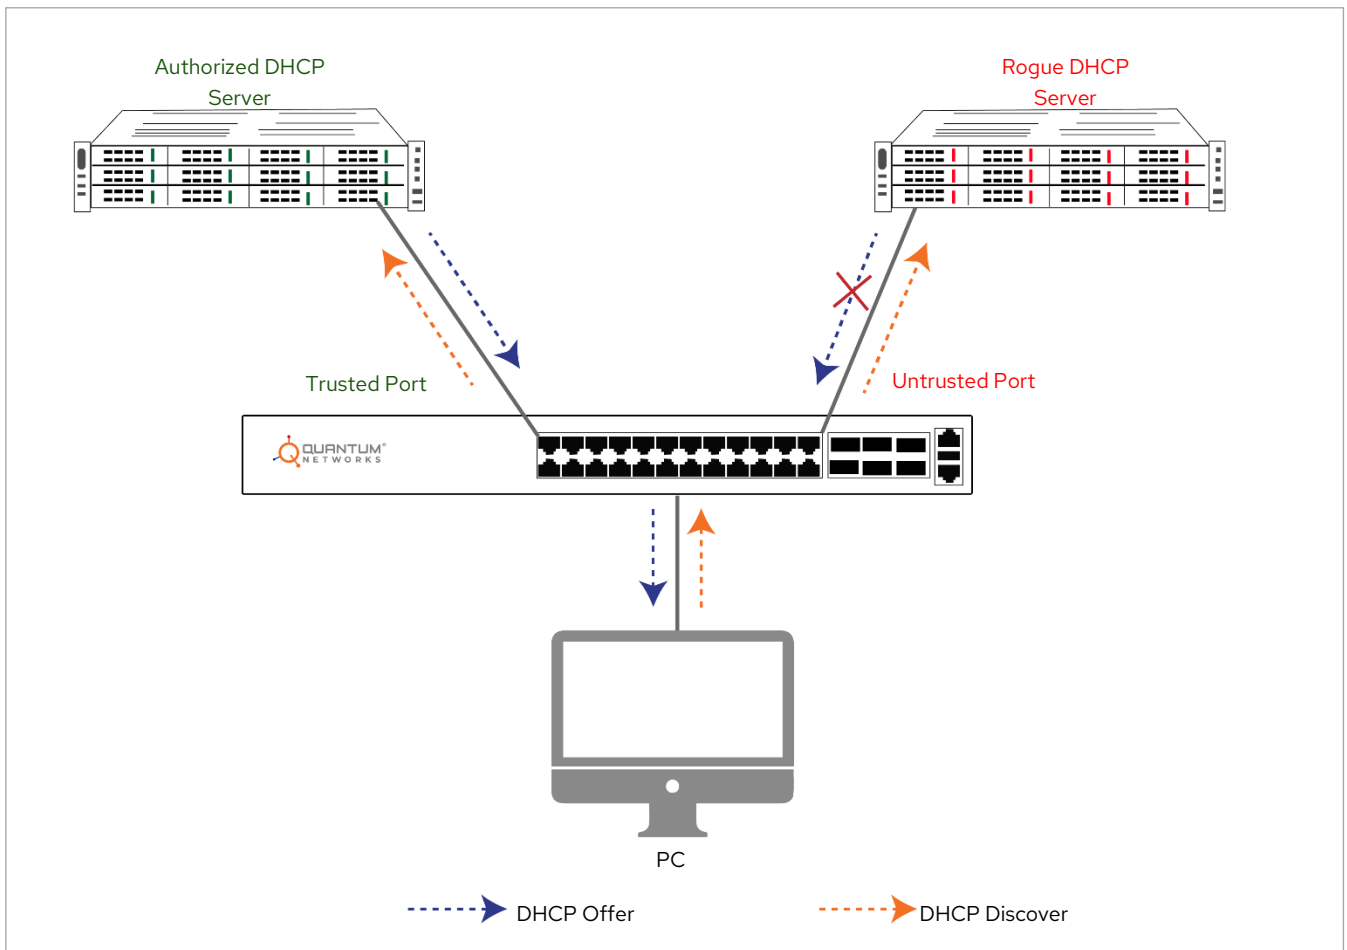 Authorized DHCP
Server
Rogue DHCP
Server
Trusted Port
Untrusted Port
QUANTUM®
NETWORKS
PC
DHCP Offer
DHCP Discover